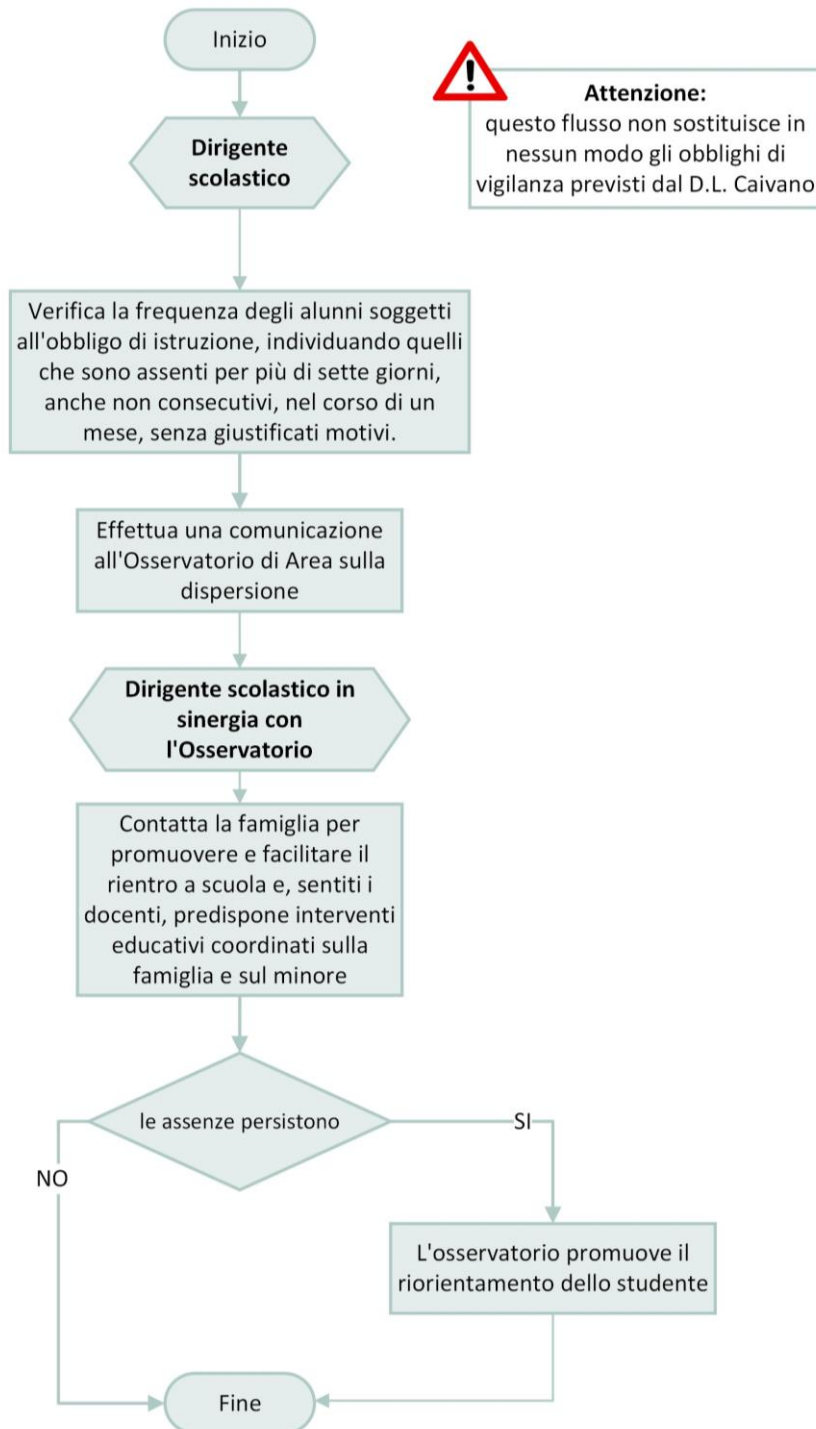 Inizio
Attenzione:
questo flusso non sostituisce in
nessun modo gli obblighi di
vigilanza previsti dal D.L. Caivano
Dirigente
scolastico
Verifica la frequenza degli alunni soggetti
all'obbligo di istruzione, individuando quelli
che sono assenti per più di sette giorni,
anche non consecutivi, nel corso di un
mese, senza giustificati motivi.
Effettua una comunicazione
all'Osservatorio di Area sulla
dispersione
Dirigente scolastico in
sinergia con
l'Osservatorio
Contatta la famiglia per
promuovere e facilitare il
rientro a scuola e, sentiti i
docenti, predispone interventi
educativi coordinati sulla
famiglia e sul minore
le assenze persistono
SI
NO
L'osservatorio promuove il
riorientamento dello studente
Fine